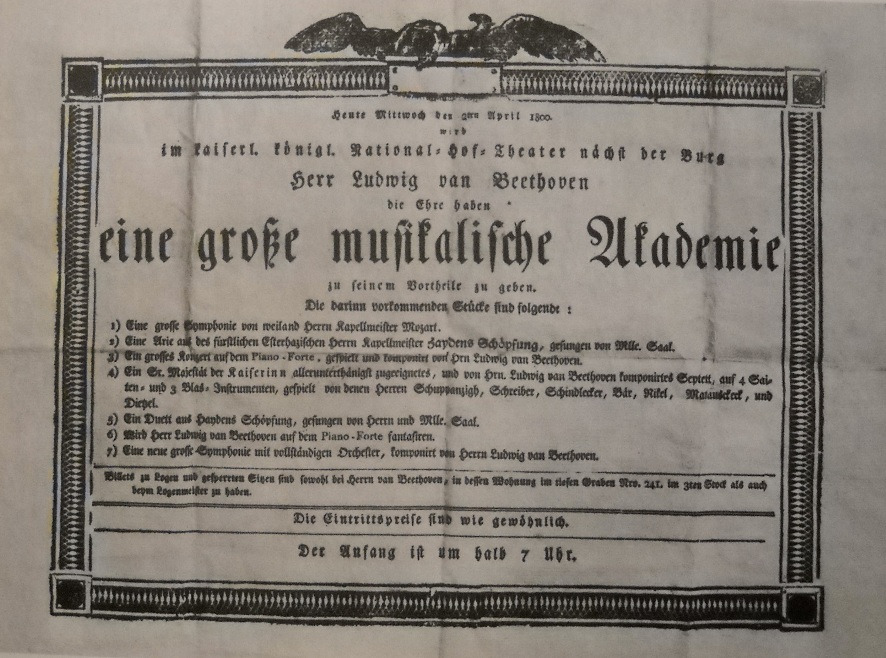 Heute Mittwoch den 2ten April 1800.
wird
im kaiserl. königl. National-Hof-Theater nächst der Burg
Herr Ludwig van Beethoven
die Ehre haben
eine große musikalische Akademie
zu seinem Vortheile zu geben.
Die darinn vorkommenden Stücke sind folgende :
1) Eine grosse Symphonie von weiland Herrn Kapellmeister Mozart.
2) Eine Arie aus des fürstlichen Esterhazischen Herrn Kapellmeister Haydens Schöpfung, gesungen von Mlle. Saal.
3) Ein grosses Konzert auf dem Piano-Forte, gespielt und komponirt von Hrn Ludwig van Beethoven.
4) Ein Sr. Majestät der Kaiserinn allerunterthänigst zugeeignetes, und von Hrn. Ludwig van Beethoven komponirtes Septett, auf 4 Sai-
ten- und 3 Blas-Instrumenten, gespielt von denen Herren Schuppanzigh, Schreiber, Schindlecker, Bär, Nikel, Matauscheck, und
Dietzel.
5) Ein Duett aus Haydens Schöpfung, gesungen von Herrn und Mlle. Saal.
6) Wird Herr Ludwig van Beethoven auf dem Piano-Forte fantasiren.
7) Eine neue grosse Symphonie mit vollständigen Orchester, komponirt von Herrn Ludwig van Beethoven.
Billets zu Logen und gesperrten Sitzen sind sowohl bei Herrn van Beethoven, in dessen Wohnung im tiefen Graben Nro. 241. im 3ten Stock als auch
beym Logenmeister zu haben.
Die Eintrittspreise sind wie gewöhnlich.
Der Anfang ist um halb 7 Uhr.